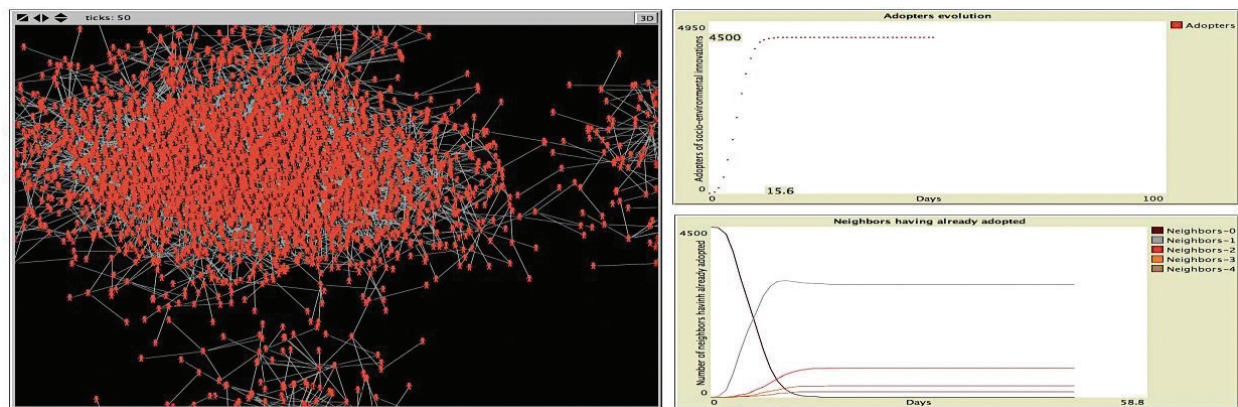 ticks: 50
3D
Adopters evolution
4950
4500
Adopters of socio-environmental innovations
0
15.6
0
Days
100
Adopters
Neighbors having already adopted
4500
Number of neighbors havinh already adopted
0
0
Days
58.8
Neighbors-0
Neighbors-1
Neighbors-2
Neighbors-3
Neighbors-4